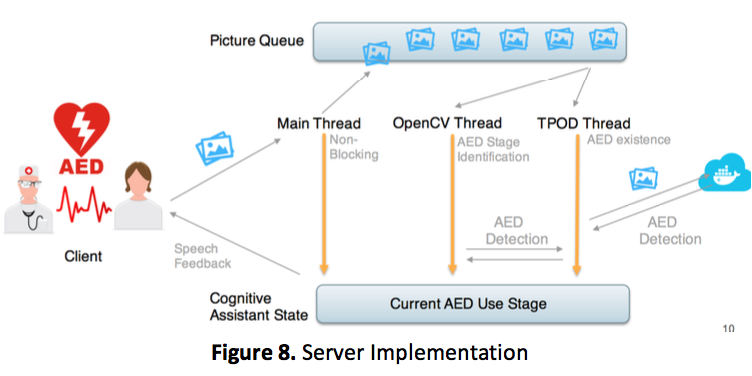 Picture Queue
Main Thread
Non-
Blocking
OpenCV Thread
AED Stage
Identification
TPOD Thread
AED existence
AED
Client
Speech
Feedback
AED
Detection
AED
Detection
Cognitive
Assistant State
Current AED Use Stage
10
Figure 8. Server Implementation